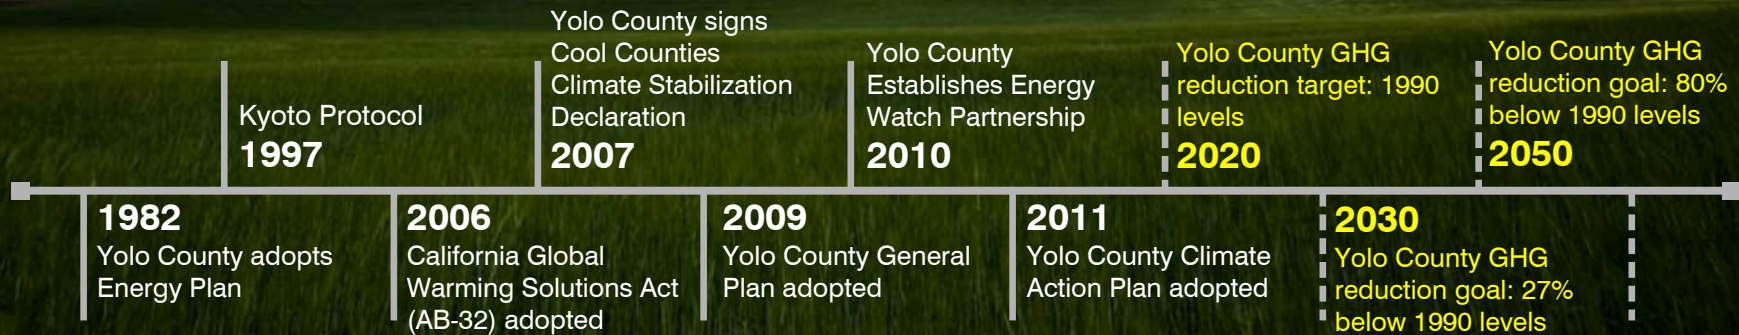 1982
Yolo County adopts
Energy Plan
Kyoto Protocol
1997
2006
California Global
Warming Solutions Act
(AB-32) adopted
Yolo County signs
Cool Counties
Climate Stabilization
Declaration
2007
2009
Yolo County General
Plan adopted
Yolo County
Establishes Energy
Watch Partnership
2010
2011
Yolo County Climate
Action Plan adopted
Yolo County GHG
reduction target: 1990
levels
2020
2030
Yolo County GHG
reduction goal: 27%
below 1990 levels
Yolo County GHG
reduction goal: 80%
below 1990 levels
2050